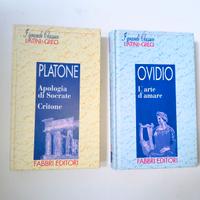 I grandi Classici
LATINI e GRECI
PLATONE
Apologia
di Socrate
Critone
FABBRI EDITORI
I grandi Classici
LATINI e GRECI
OVIDIO
L'arte
d'amare
FABBRI EDITORI